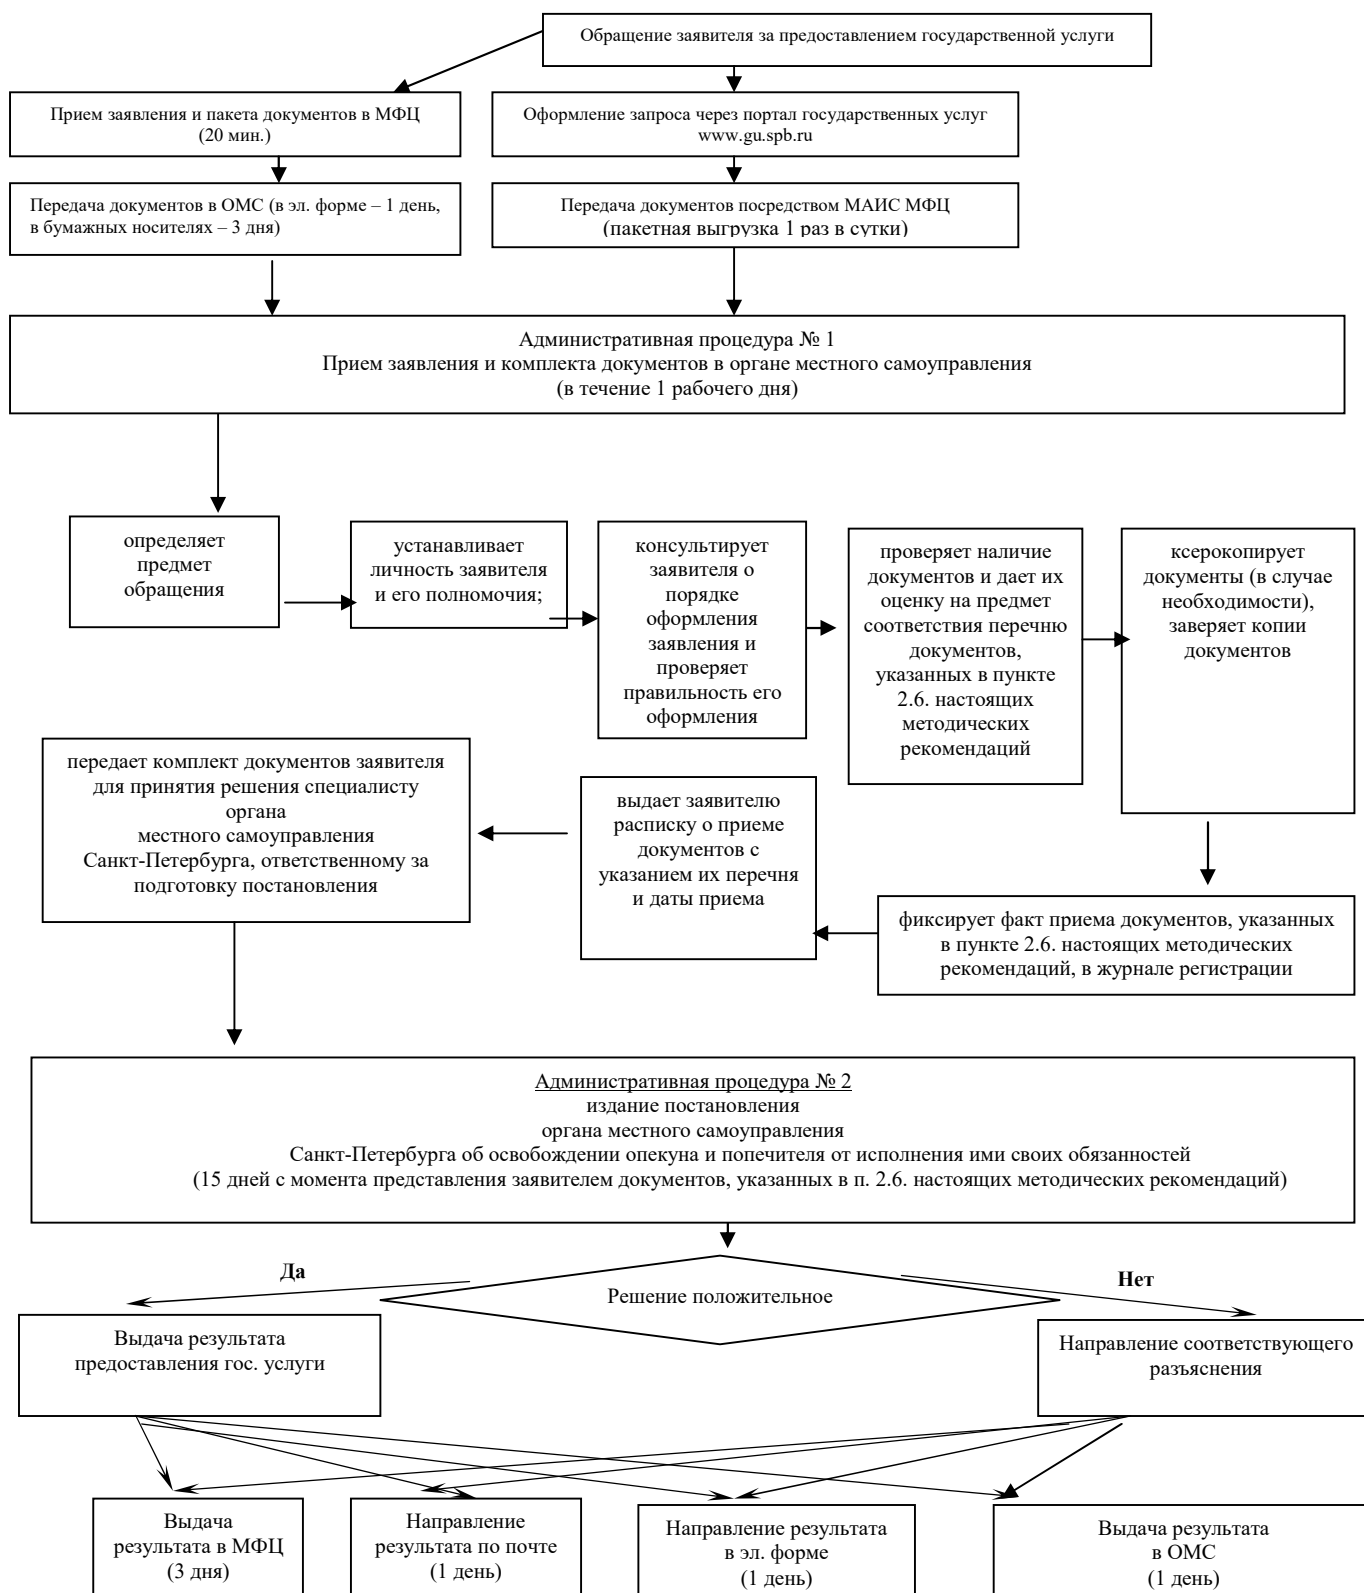 Обращение заявителя за предоставлением государственной услуги
Прием заявления и пакета документов в МФЦ
(20 мин.)
Оформление запроса через портал государственных услуг
www.gu.spb.ru
Передача документов в ОМС (в эл. форме – 1 день,
в бумажных носителях – 3 дня)
Передача документов посредством МАИС МФЦ
(пакетная выгрузка 1 раз в сутки)
Административная процедура № 1
Прием заявления и комплекта документов в органе местного самоуправления
(в течение 1 рабочего дня)
определяет
предмет
обращения
устанавливает
личность заявителя
и его полномочия;
консультирует
заявителя о
порядке
оформления
заявления и
проверяет
правильность его
оформления
проверяет наличие
документов и дает их
оценку на предмет
соответствия перечню
документов,
указанных в пункте
2.6. настоящих
методических
рекомендаций
ксерокопирует
документы (в случае
необходимости),
заверяет копии
документов
передает комплект документов заявителя
для принятия решения специалисту
органа
местного самоуправления
Санкт-Петербурга, ответственному за
подготовку постановления
выдает заявителю
расписку о приеме
документов с
указанием их перечня
и даты приема
фиксирует факт приема документов, указанных
в пункте 2.6. настоящих методических
рекомендаций, в журнале регистрации
Административная процедура № 2
издание постановления
органа местного самоуправления
Санкт-Петербурга об освобождении опекуна и попечителя от исполнения ими своих обязанностей
(15 дней с момента представления заявителем документов, указанных в п. 2.6. настоящих методических рекомендаций)
Да
Решение положительное
Нет
Выдача результата
предоставления гос. услуги
Направление соответствующего
разъяснения
Выдача
результата в МФЦ
(3 дня)
Направление
результата по почте
(1 день)
Направление результата
в эл. форме
(1 день)
Выдача результата
в ОМС
(1 день)